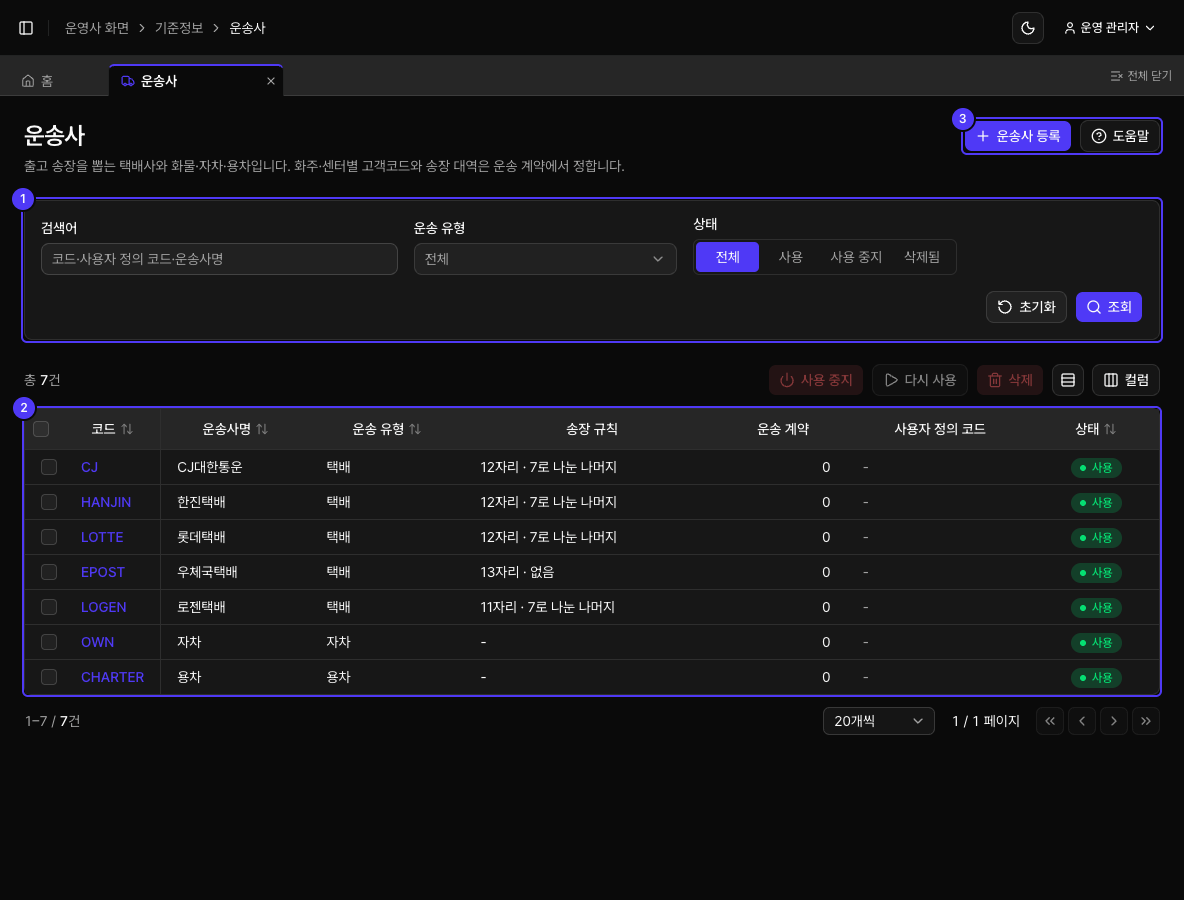 운영사 화면 > 기준정보 > 운송사
운영 관리자
홈
운송사
전체 닫기
운송사
3
운송사 등록
도움말
출고 송장을 뽑는 택배사와 화물·자차·용차입니다. 화주·센터별 고객코드와 송장 대역은 운송 계약에서 정합니다.
1
검색어
운송 유형
상태
코드·사용자 정의 코드·운송사명
전체
전체 사용 사용 중지 삭제됨
초기화
조회
총 7건
사용 중지
다시 사용
삭제
컬럼
2
코드 운송사명 운송 유형 송장 규칙 운송 계약 사용자 정의 코드 상태
CJ CJ대한통운 택배 12자리 · 7로 나눈 나머지 0 - 사용
HANJIN 한진택배 택배 12자리 · 7로 나눈 나머지 0 - 사용
LOTTE 롯데택배 택배 12자리 · 7로 나눈 나머지 0 - 사용
EPOST 우체국택배 택배 13자리 · 없음 0 - 사용
LOGEN 로젠택배 택배 11자리 · 7로 나눈 나머지 0 - 사용
OWN 자차 자차 - 0 - 사용
CHARTER 용차 용차 - 0 - 사용
1–7 / 7건
20개씩
1 / 1 페이지